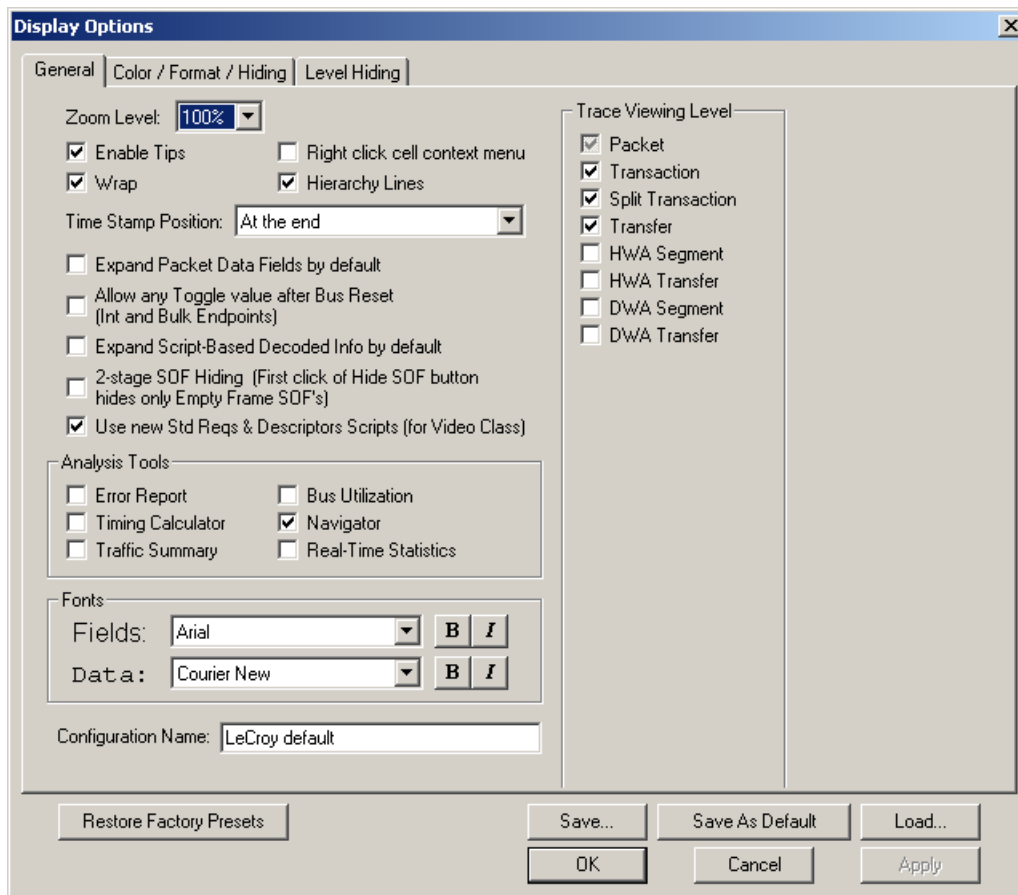 Display Options
General
Color / Format / Hiding
Level Hiding
Zoom Level: 100%
Enable Tips
Right click cell context menu
Wrap
Hierarchy Lines
Time Stamp Position: At the end
Expand Packet Data Fields by default
Allow any Toggle value after Bus Reset
(Int and Bulk Endpoints)
Expand Script-Based Decoded Info by default
2-stage SOF Hiding (First click of Hide SOF button
hides only Empty Frame SOF's)
Use new Std Reqs & Descriptors Scripts (for Video Class)
Analysis Tools
Error Report
Bus Utilization
Timing Calculator
Navigator
Traffic Summary
Real-Time Statistics
Fonts
Fields: Arial B I
Data: Courier New B I
Configuration Name: LeCroy default
Trace Viewing Level
Packet
Transaction
Split Transaction
Transfer
HWA Segment
HWA Transfer
DWA Segment
DWA Transfer
Restore Factory Presets
Save...
Save As Default
Load...
OK
Cancel
Apply